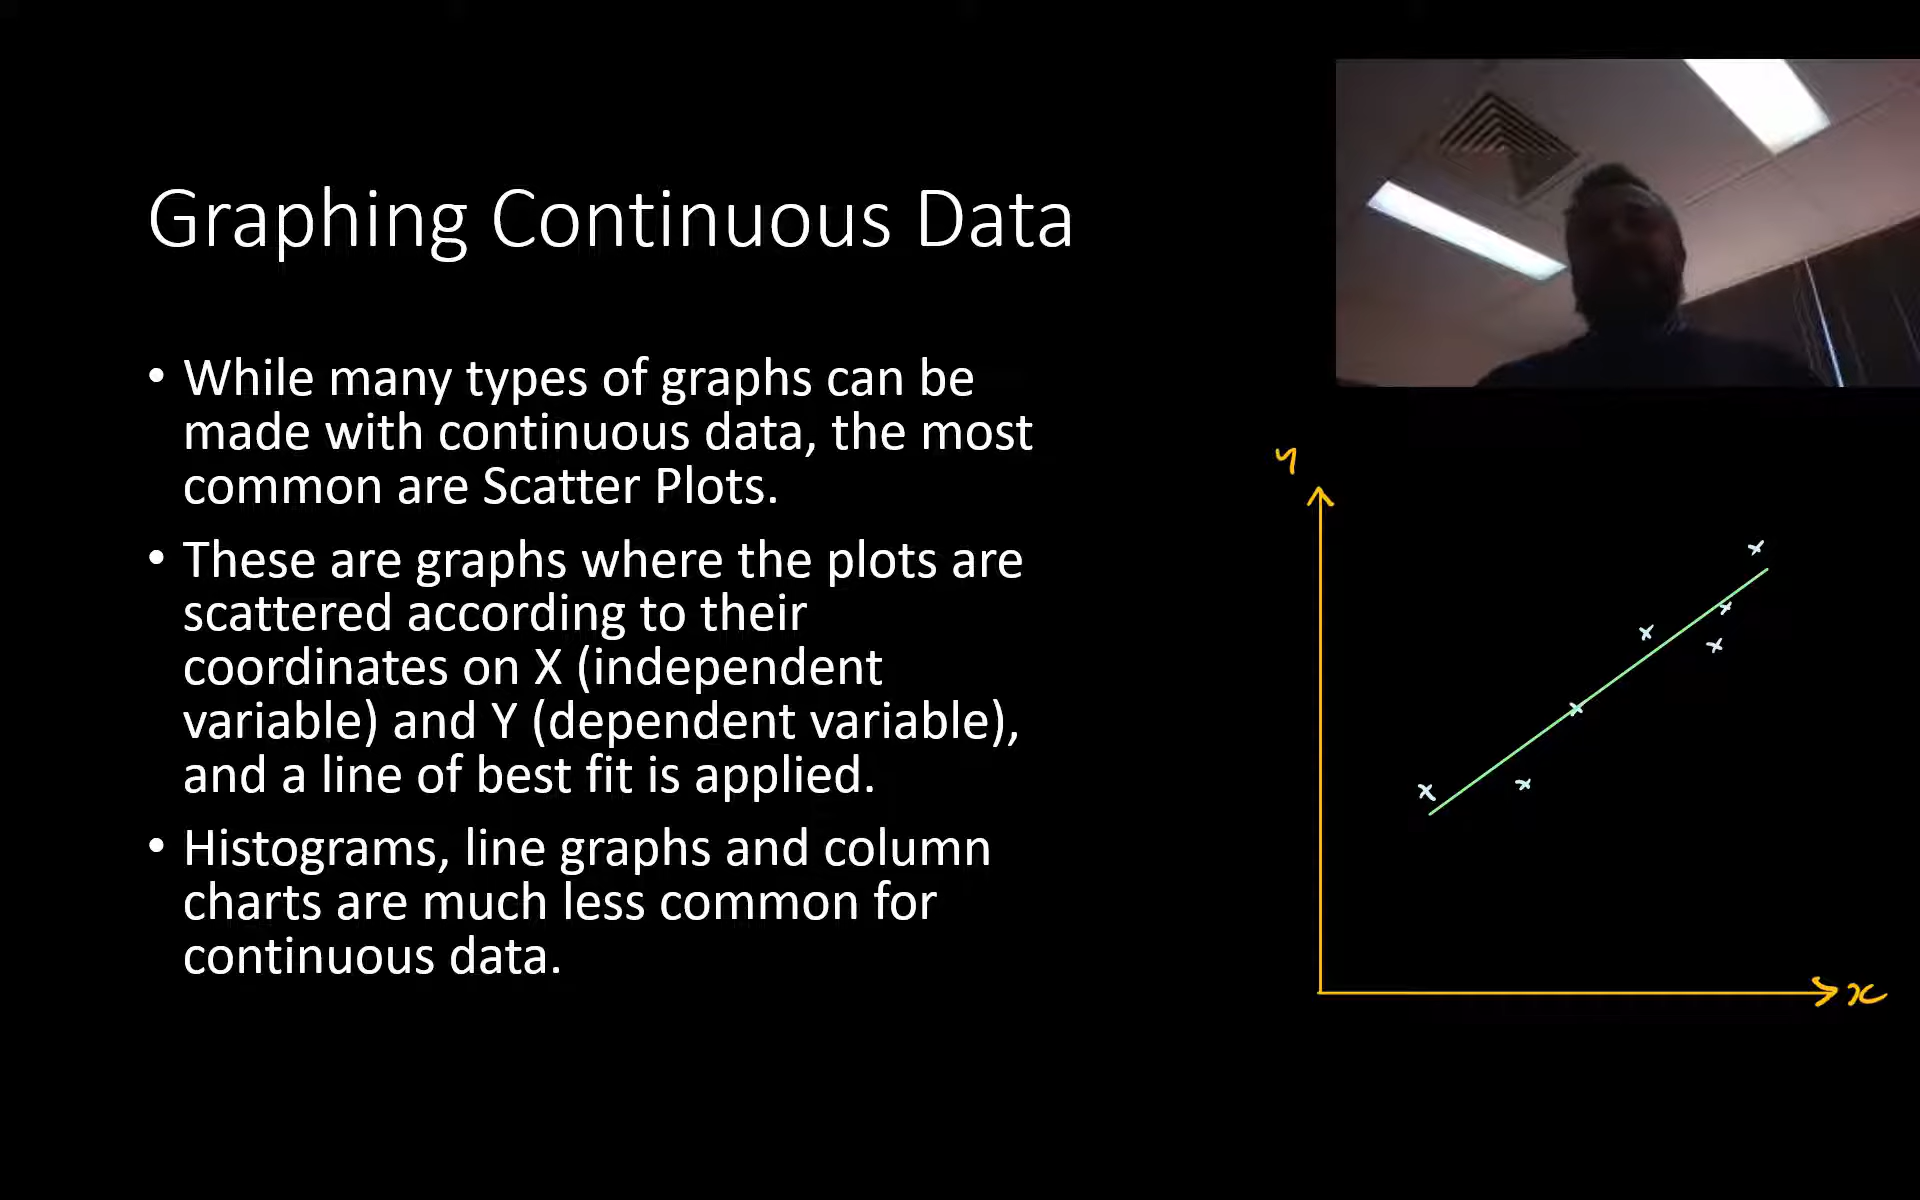 Graphing Continuous Data
• While many types of graphs can be
made with continuous data, the most
common are Scatter Plots.
• These are graphs where the plots are
scattered according to their
coordinates on X (independent
variable) and Y (dependent variable),
and a line of best fit is applied.
• Histograms, line graphs and column
charts are much less common for
continuous data.
y
x